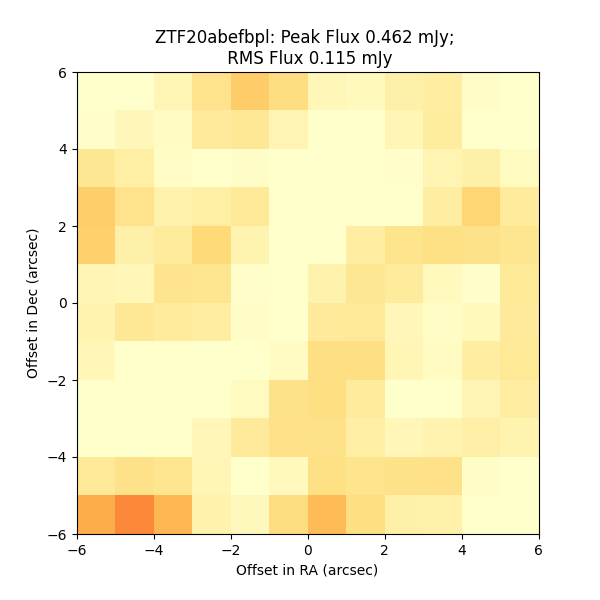 ZTF20abefbpl: Peak Flux 0.462 mJy;
RMS Flux 0.115 mJy
6
4
2
0
−2
−4
−6
Offset in Dec (arcsec)
−6 −4 −2 0 2 4 6
Offset in RA (arcsec)